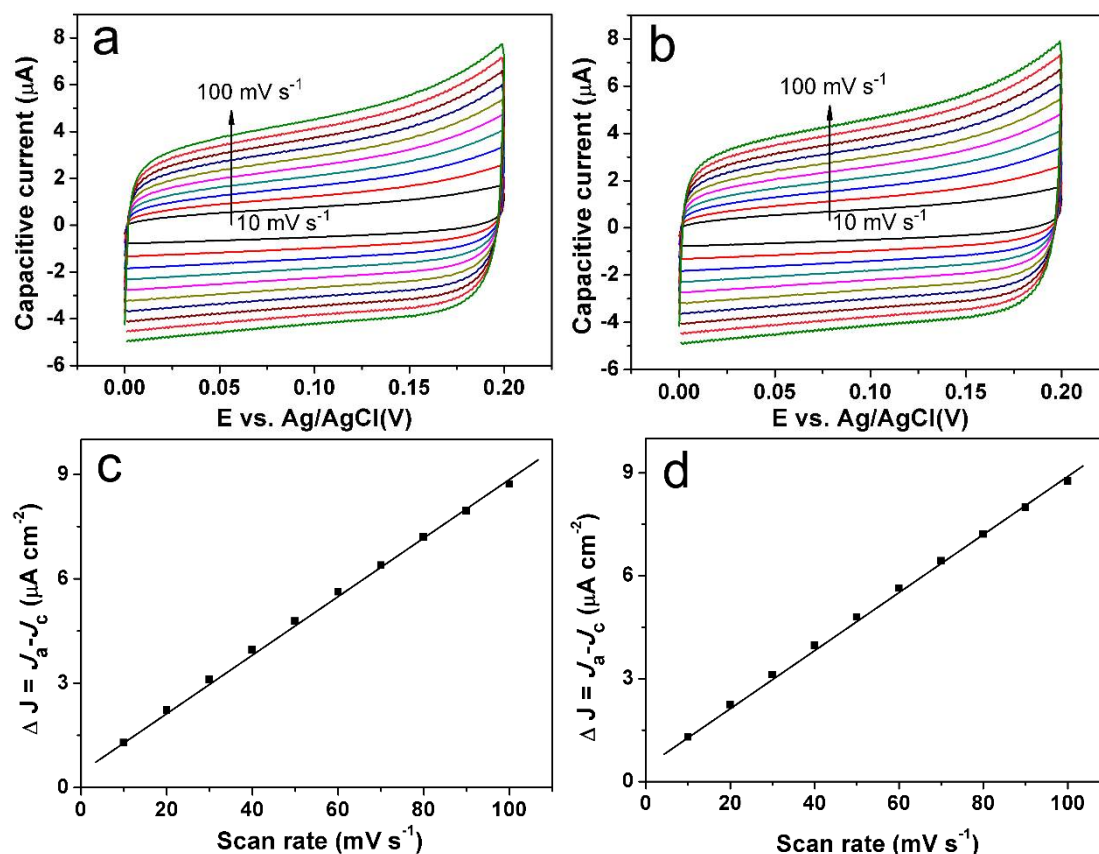 a
Capacitive current (μA)
8
6
4
2
0
-2
-4
-6
100 mV s⁻¹
10 mV s⁻¹
0.00 0.05 0.10 0.15 0.20
E vs. Ag/AgCl(V)
b
Capacitive current (μA)
8
6
4
2
0
-2
-4
-6
100 mV s⁻¹
10 mV s⁻¹
0.00 0.05 0.10 0.15 0.20
E vs. Ag/AgCl(V)
c
Δ J = Jₐ-J꜀ (μA cm⁻²)
9
6
3
0
0 20 40 60 80 100
Scan rate (mV s⁻¹)
d
Δ J = Jₐ-J꜀ (μA cm⁻²)
9
6
3
0
0 20 40 60 80 100
Scan rate (mV s⁻¹)